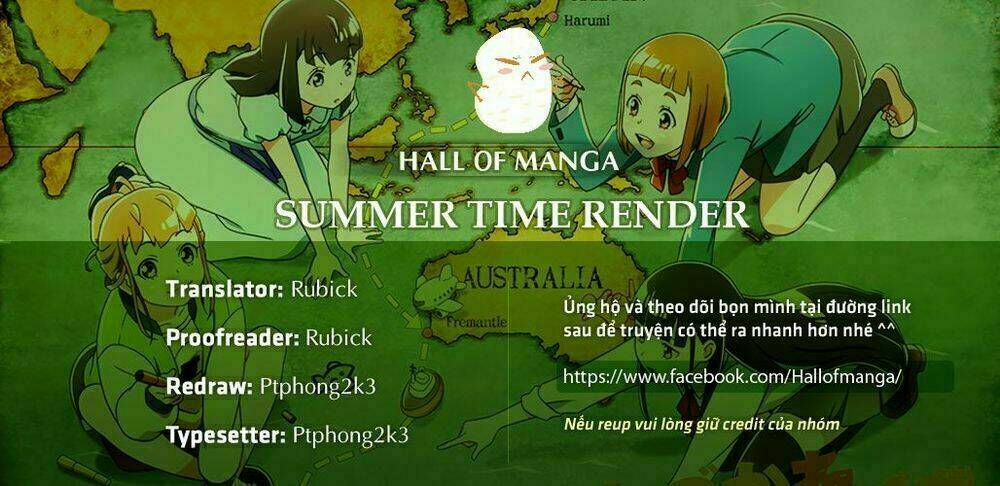 Harumi
HALL OF MANGA
SUMMER TIME RENDER
AUSTRALIA
Fremantle
Translator: Rubick
Proofreader: Rubick
Redraw: Ptphong2k3
Typesetter: Ptphong2k3
Ủng hộ và theo dõi bọn mình tại đường link
sau để truyện có thể ra nhanh hơn nhé ^^
https://www.facebook.com/Hallofmanga/
Nếu reup vui lòng giữ credit của nhóm